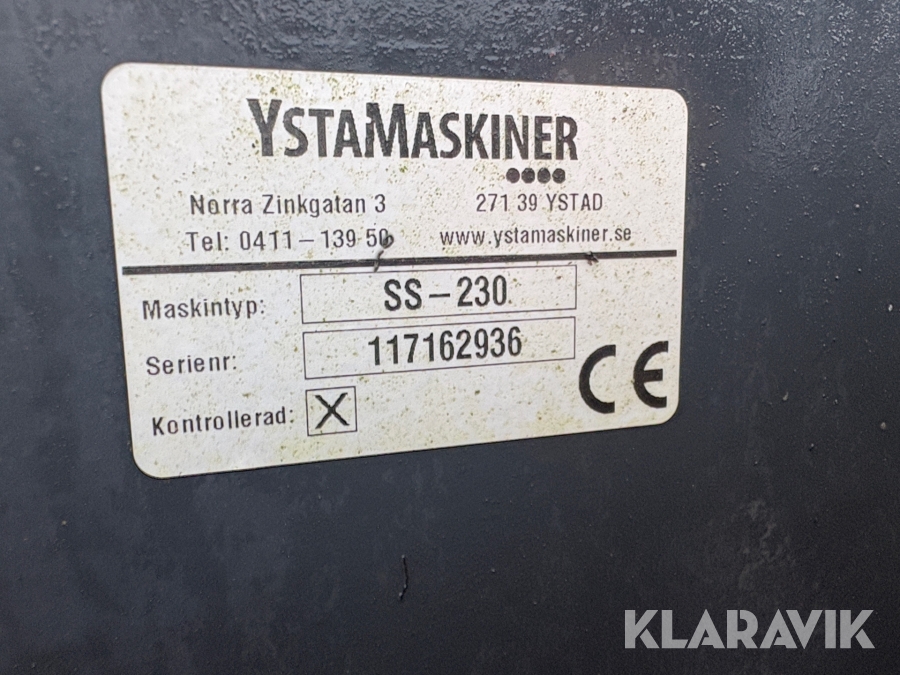 YSTAMASKINER
Norra Zinkgatan 3 271 39 YSTAD
Tel: 0411-139 50 www.ystamaskiner.se
Maskintyp: SS-230
Serienr: 117162936
Kontrollerad: X
CE
KLARAVIK